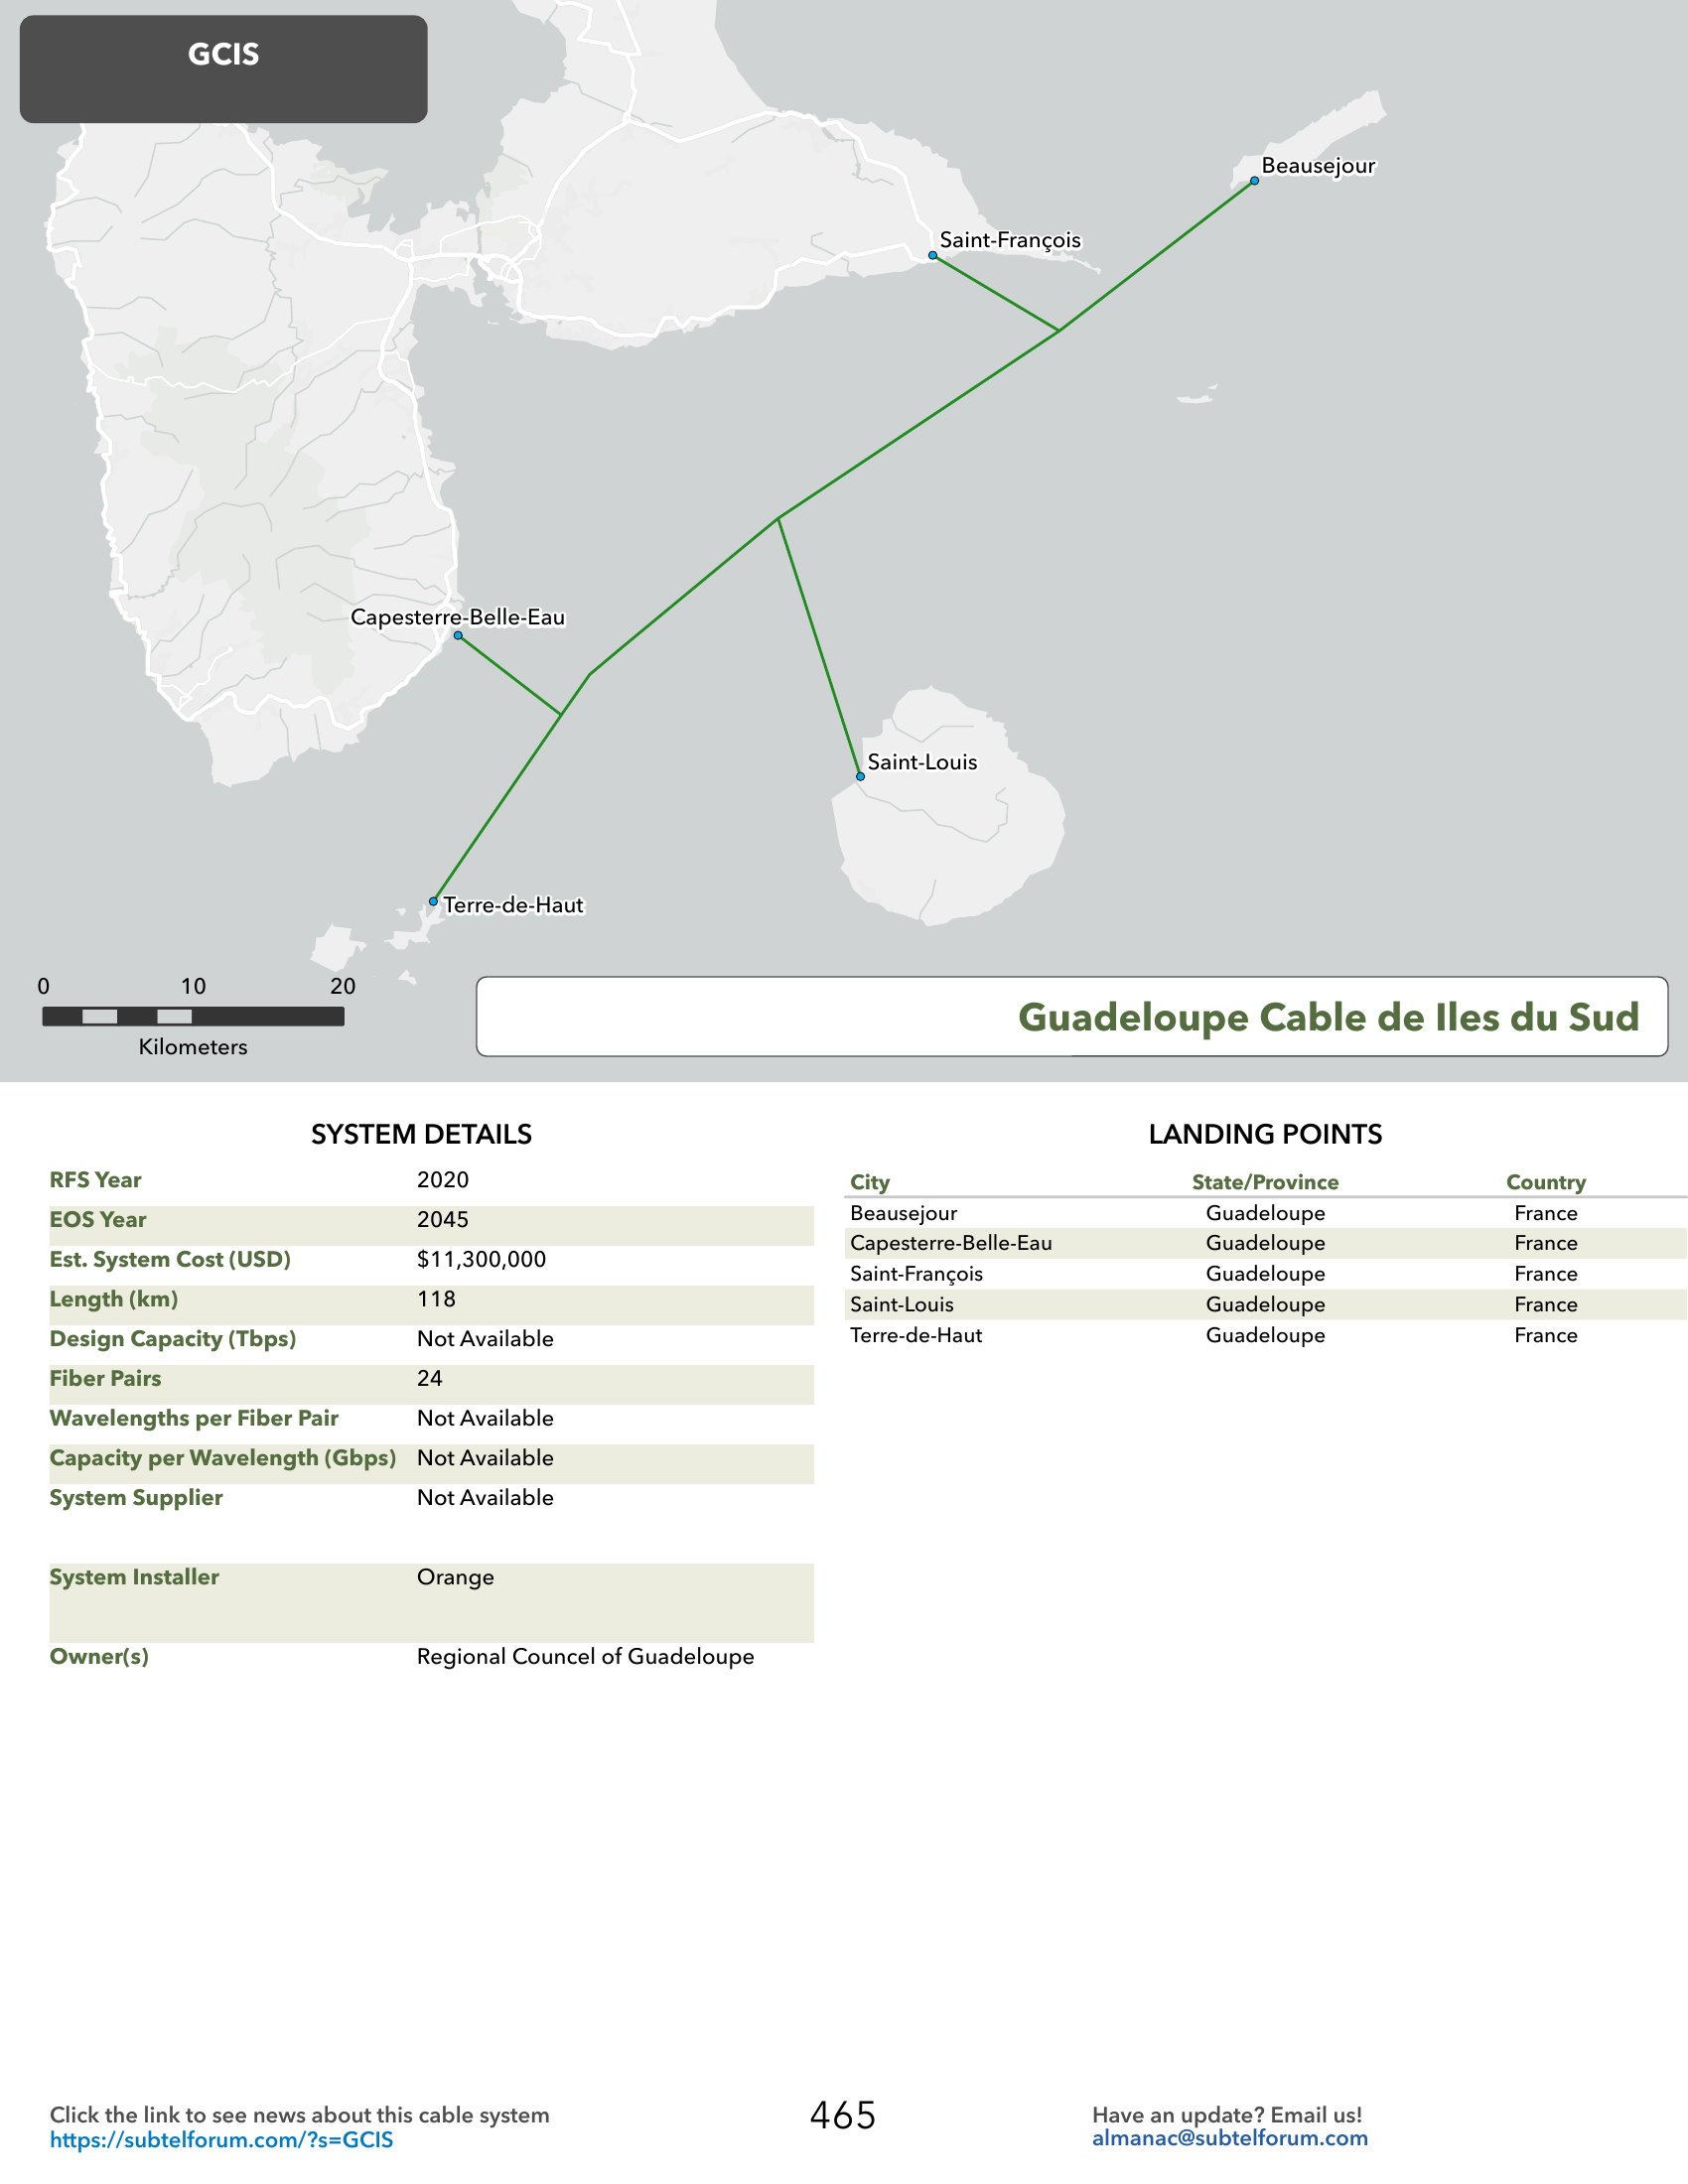 GCIS
Beausejour
Saint-François
Capesterre-Belle-Eau
Saint-Louis
Terre-de-Haut
0 10 20
Kilometers
Guadeloupe Cable de Iles du Sud
SYSTEM DETAILS
RFS Year 2020
EOS Year 2045
Est. System Cost (USD) $11,300,000
Length (km) 118
Design Capacity (Tbps) Not Available
Fiber Pairs 24
Wavelengths per Fiber Pair Not Available
Capacity per Wavelength (Gbps) Not Available
System Supplier Not Available
System Installer Orange
Owner(s) Regional Councel of Guadeloupe
LANDING POINTS
City State/Province Country
Beausejour Guadeloupe France
Capesterre-Belle-Eau Guadeloupe France
Saint-François Guadeloupe France
Saint-Louis Guadeloupe France
Terre-de-Haut Guadeloupe France
Click the link to see news about this cable system
https://subtelforum.com/?s=GCIS
465
Have an update? Email us!
almanac@subtelforum.com